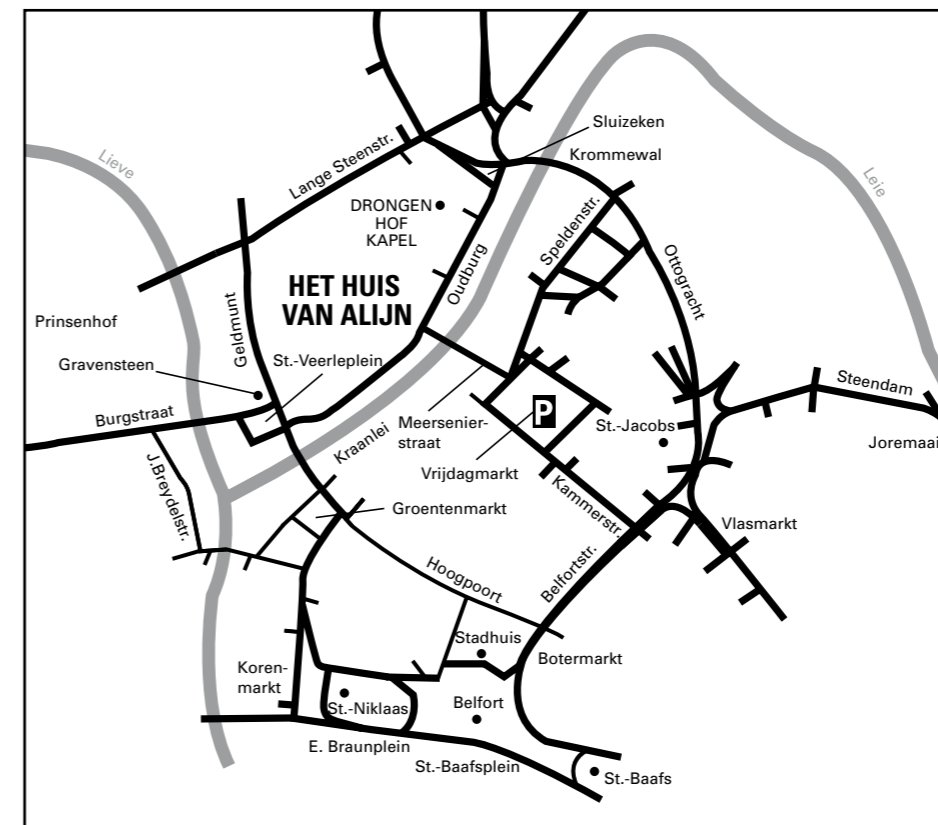 Sluizeken
Krommewal
Lieve
Lange Steenstr.
Leie
DRONGEN
HOF
KAPEL
Speldenstr.
Oudburg
Ottogracht
HET HUIS
VAN ALIJN
Geldmunt
Prinsenhof
Gravensteen
St.-Veerleplein
Burgstraat
Steendam
P
Meersenier-
straat
St.-Jacobs
Joremaaie
Kraanlei
J.Breydelstr.
Vrijdagmarkt
Kammerstr.
Groentenmarkt
Vlasmarkt
Hoogpoort
Belfortstr.
Stadhuis
Botermarkt
Koren-
markt
St.-Niklaas
Belfort
E. Braunplein
St.-Baafsplein
St.-Baafs